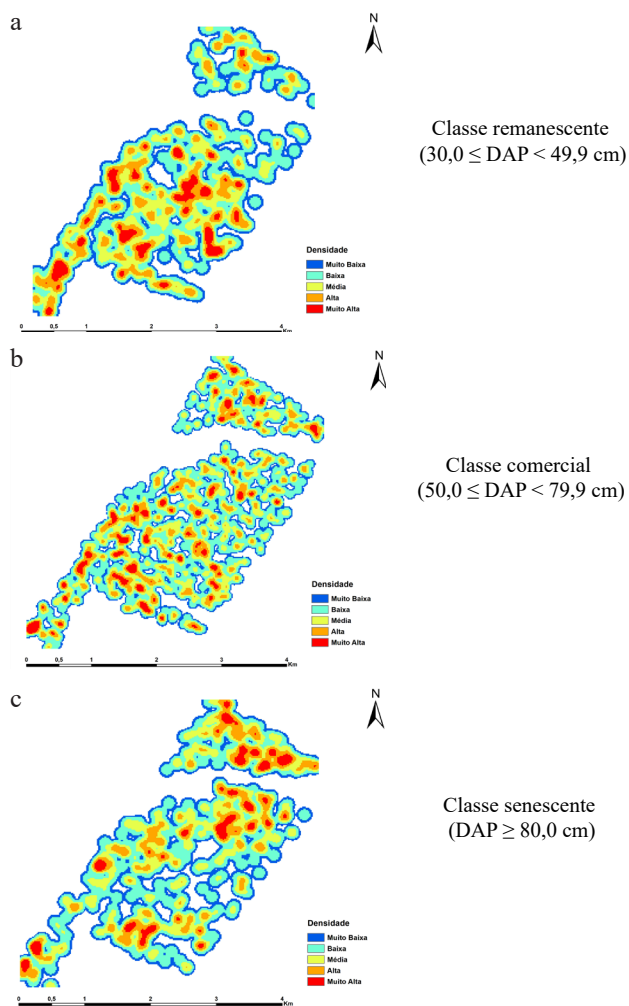 a
N
Classe remanescente
(30,0 ≤ DAP < 49,9 cm)
Densidade
Muito Baixa
Baixa
Média
Alta
Muito Alta
0 0,5 1 2 3 4
Km
b
N
Classe comercial
(50,0 ≤ DAP < 79,9 cm)
Densidade
Muito Baixa
Baixa
Média
Alta
Muito Alta
0 0,5 1 2 3 4
Km
c
N
Classe senescente
(DAP ≥ 80,0 cm)
Densidade
Muito Baixa
Baixa
Média
Alta
Muito Alta
0 0,5 1 2 3 4
Km